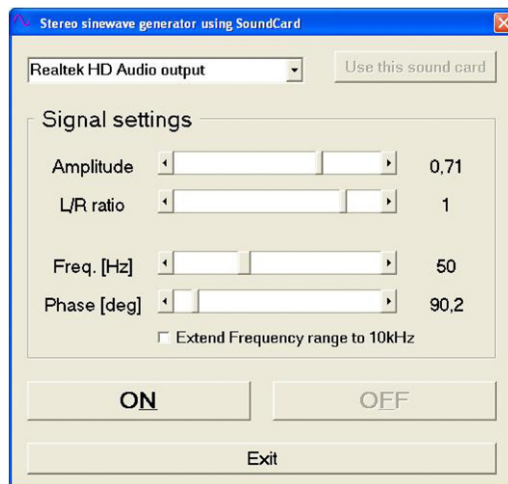 Stereo sinewave generator using SoundCard
Realtek HD Audio output
Use this sound card
Signal settings
Amplitude 0,71
L/R ratio 1
Freq. [Hz] 50
Phase [deg] 90,2
Extend Frequency range to 10kHz
ON OFF
Exit